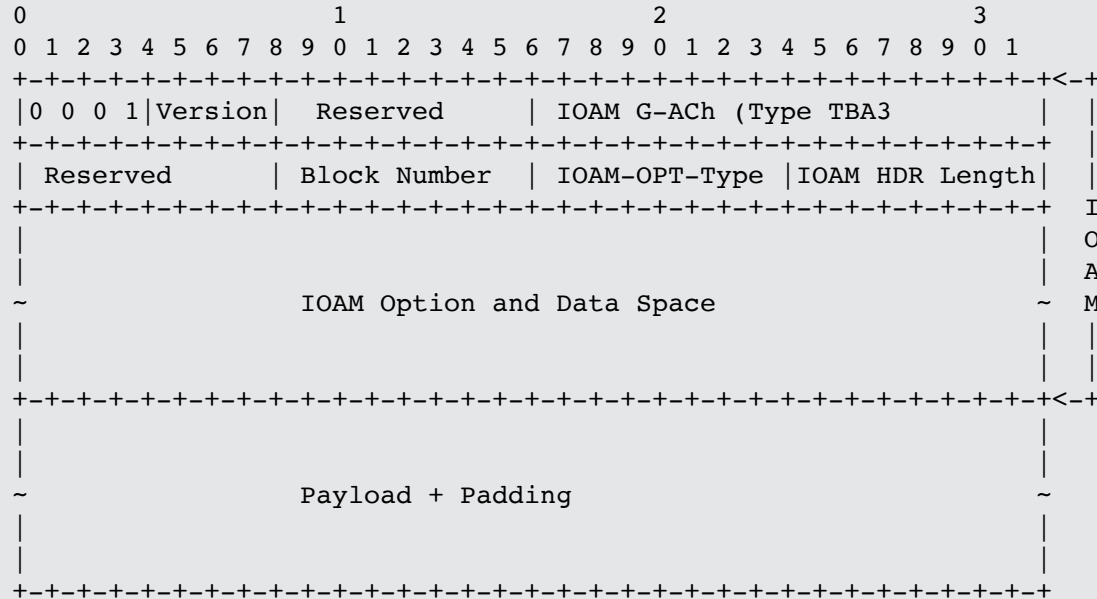 0                   1                   2                   3
0 1 2 3 4 5 6 7 8 9 0 1 2 3 4 5 6 7 8 9 0 1 2 3 4 5 6 7 8 9 0 1
+-+-+-+-+-+-+-+-+-+-+-+-+-+-+-+-+-+-+-+-+-+-+-+-+-+-+-+-+-+-+-+-+<-+
|0 0 0 1|Version|  Reserved     | IOAM G-ACh (Type TBA3         |  |
+-+-+-+-+-+-+-+-+-+-+-+-+-+-+-+-+-+-+-+-+-+-+-+-+-+-+-+-+-+-+-+-+  |
| Reserved      | Block Number  | IOAM-OPT-Type |IOAM HDR Length|  |
+-+-+-+-+-+-+-+-+-+-+-+-+-+-+-+-+-+-+-+-+-+-+-+-+-+-+-+-+-+-+-+-+  I
|                                                               |  O
|                                                               |  A
~                 IOAM Option and Data Space                    ~  M
|                                                               |  |
|                                                               |  |
+-+-+-+-+-+-+-+-+-+-+-+-+-+-+-+-+-+-+-+-+-+-+-+-+-+-+-+-+-+-+-+-+<-+
|                                                               |
|                                                               |
~                 Payload + Padding                             ~
|                                                               |
|                                                               |
+-+-+-+-+-+-+-+-+-+-+-+-+-+-+-+-+-+-+-+-+-+-+-+-+-+-+-+-+-+-+-+-+